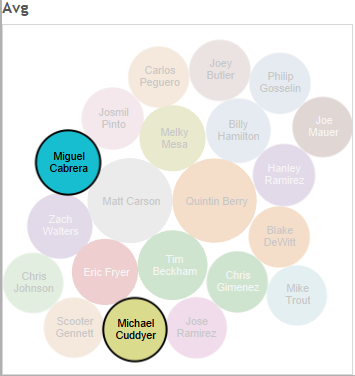 Avg
Carlos
Peguero
Joey
Butler
Philip
Gosselin
Josmil
Pinto
Melky
Mesa
Billy
Hamilton
Joe
Mauer
Miguel
Cabrera
Hanley
Ramirez
Matt Carson
Quintin Berry
Zach
Walters
Blake
DeWitt
Eric Fryer
Tim
Beckham
Chris
Johnson
Chris
Gimenez
Mike
Trout
Scooter
Gennett
Michael
Cuddyer
Jose
Ramirez